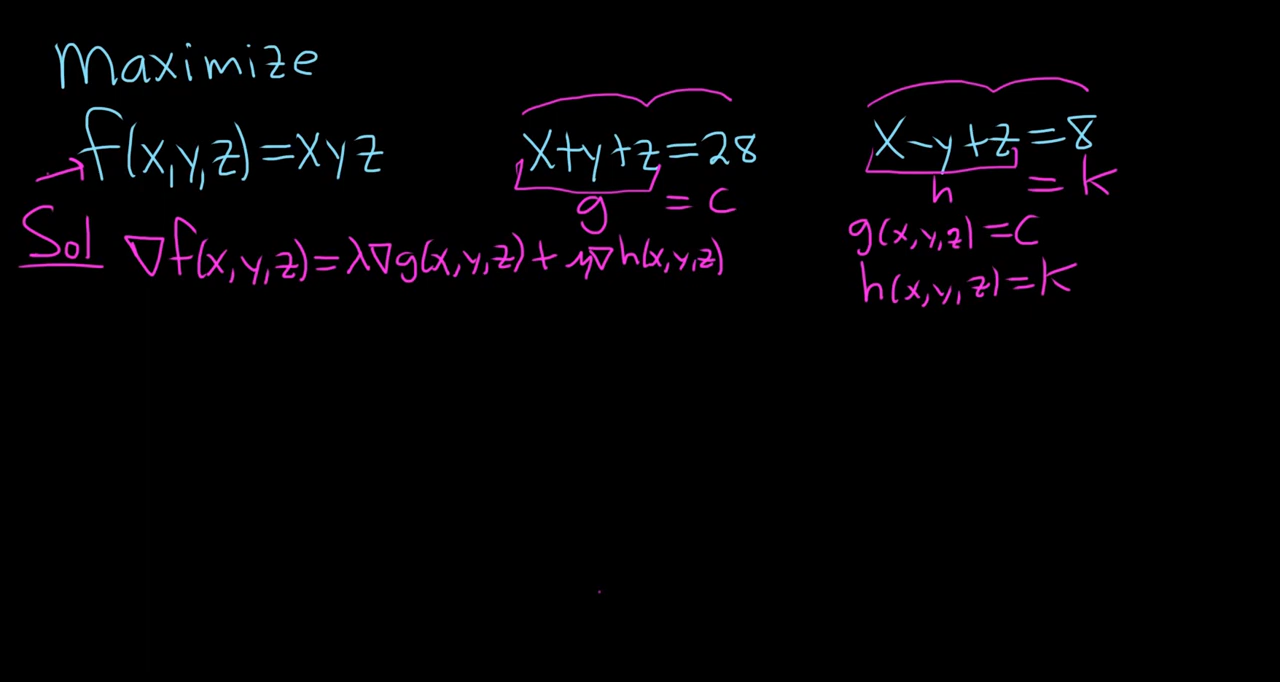 Maximize
f(x,y,z)=xyz x+y+z=28 x-y+z=8
g = c h = k
Sol ∇f(x,y,z)=λ∇g(x,y,z)+μ∇h(x,y,z)
g(x,y,z)=c
h(x,y,z)=k